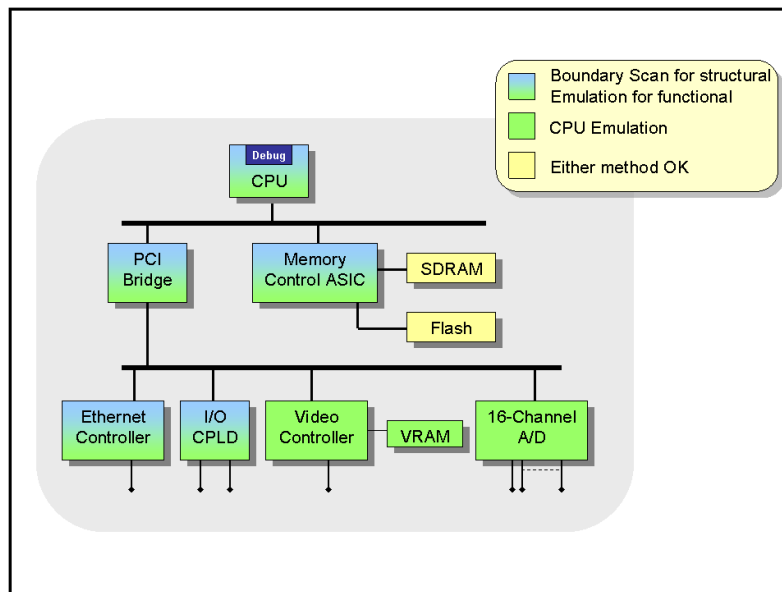 Boundary Scan for structural
Emulation for functional
CPU Emulation
Either method OK
Debug
CPU
PCI
Bridge
Memory
Control ASIC
SDRAM
Flash
Ethernet
Controller
I/O
CPLD
Video
Controller
VRAM
16-Channel
A/D